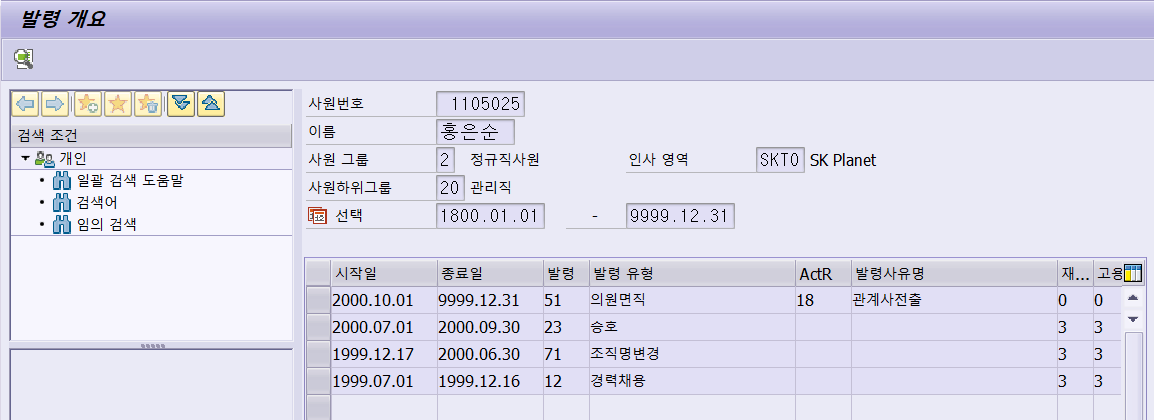 발령 개요
검색 조건
개인
일괄 검색 도움말
검색어
임의 검색
사원번호 1105025
이름 홍은순
사원 그룹 2 정규직사원 인사 영역 SKT0 SK Planet
사원하위그룹 20 관리직
선택 1800.01.01 - 9999.12.31
시작일 종료일 발령 발령 유형 ActR 발령사유명 재... 고용
2000.10.01 9999.12.31 51 의원면직 18 관계사전출 0 0
2000.07.01 2000.09.30 23 승호 3 3
1999.12.17 2000.06.30 71 조직명변경 3 3
1999.07.01 1999.12.16 12 경력채용 3 3